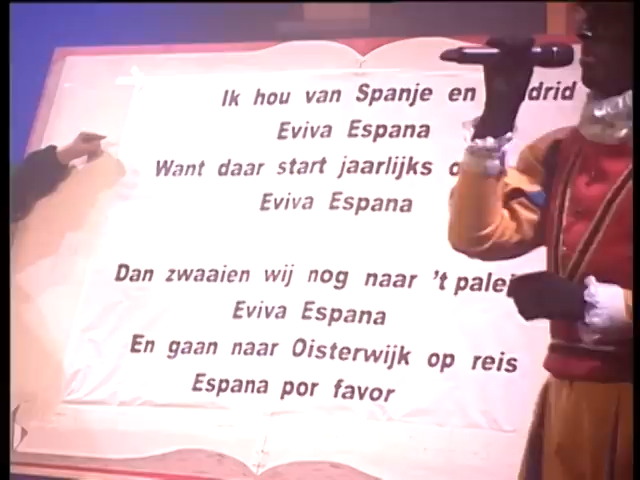 Ik hou van Spanje en
Eviva Espana
Want daar start jaarlijks
Eviva Espana
Dan zwaaien wij nog naar 't
Eviva Espana
En gaan naar Oisterwijk op reis
Espana por favor